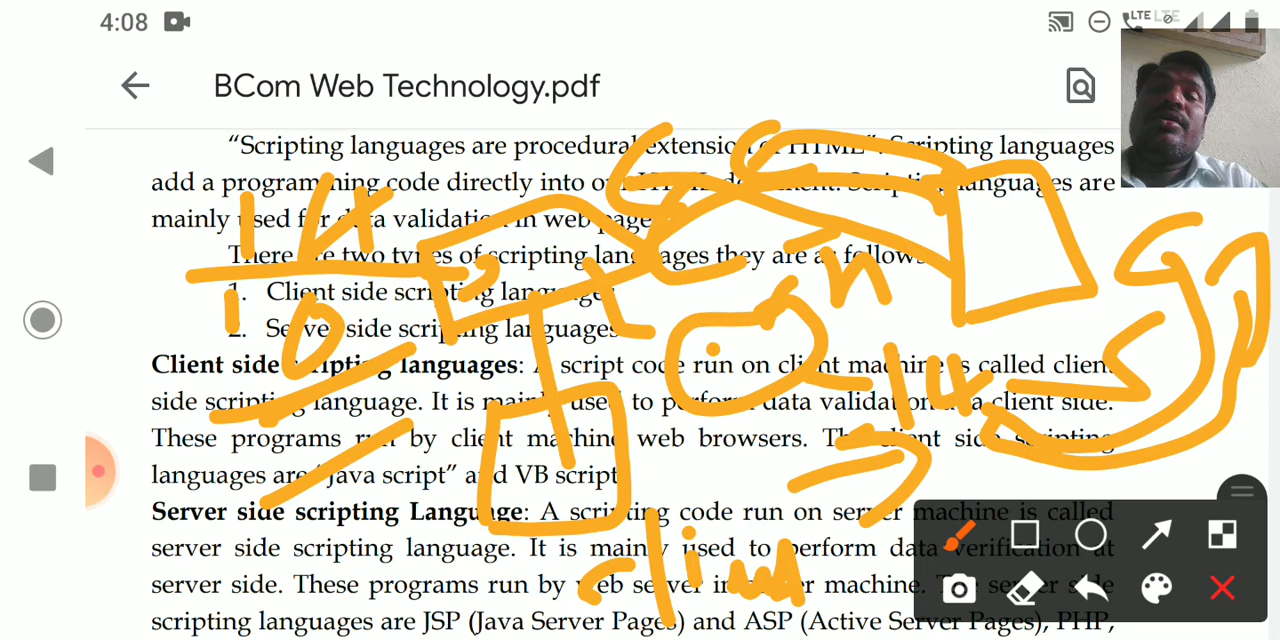 4:08 LTE LTE
BCom Web Technology.pdf
“Scripting languages are procedural extension of HTML”. Scripting languages
add a programming code directly into our HTML document. Scripting languages are
mainly used for data validation in web page
There are two types of scripting languages they are as follows
1. Client side scripting languages
2. Server side scripting languages
Client side scripting languages: A script code run on client machine is called client
side scripting language. It is mainly used to perform data validation at a client side.
These programs run by client machine web browsers. The client side scripting
languages are “Java script” and VB script
Server side scripting Language: A scripting code run on server machine is called
server side scripting language. It is mainly used to perform data verification at
server side. These programs run by web server in server machine. The server side
scripting languages are JSP (Java Server Pages) and ASP (Active Server Pages), PHP,
14
18
14